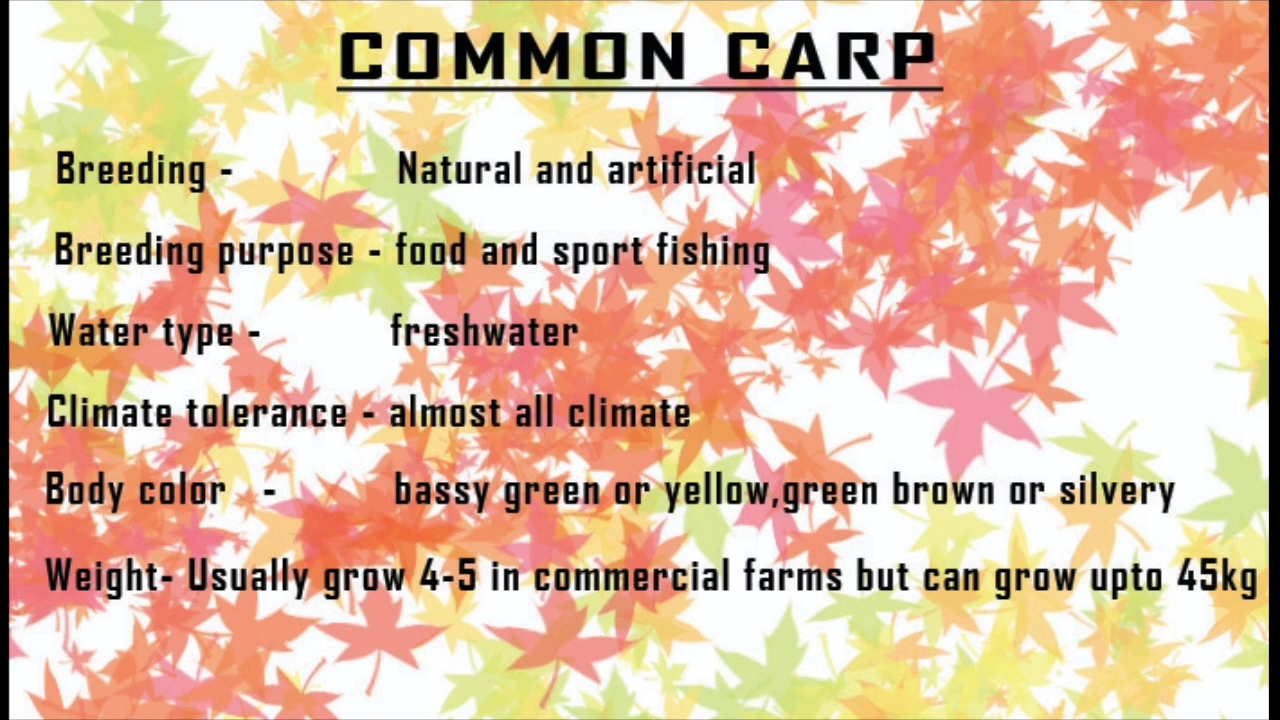 COMMON CARP
Breeding - Natural and artificial
Breeding purpose - food and sport fishing
Water type - freshwater
Climate tolerance - almost all climate
Body color - bassy green or yellow,green brown or silvery
Weight- Usually grow 4-5 in commercial farms but can grow upto 45kg